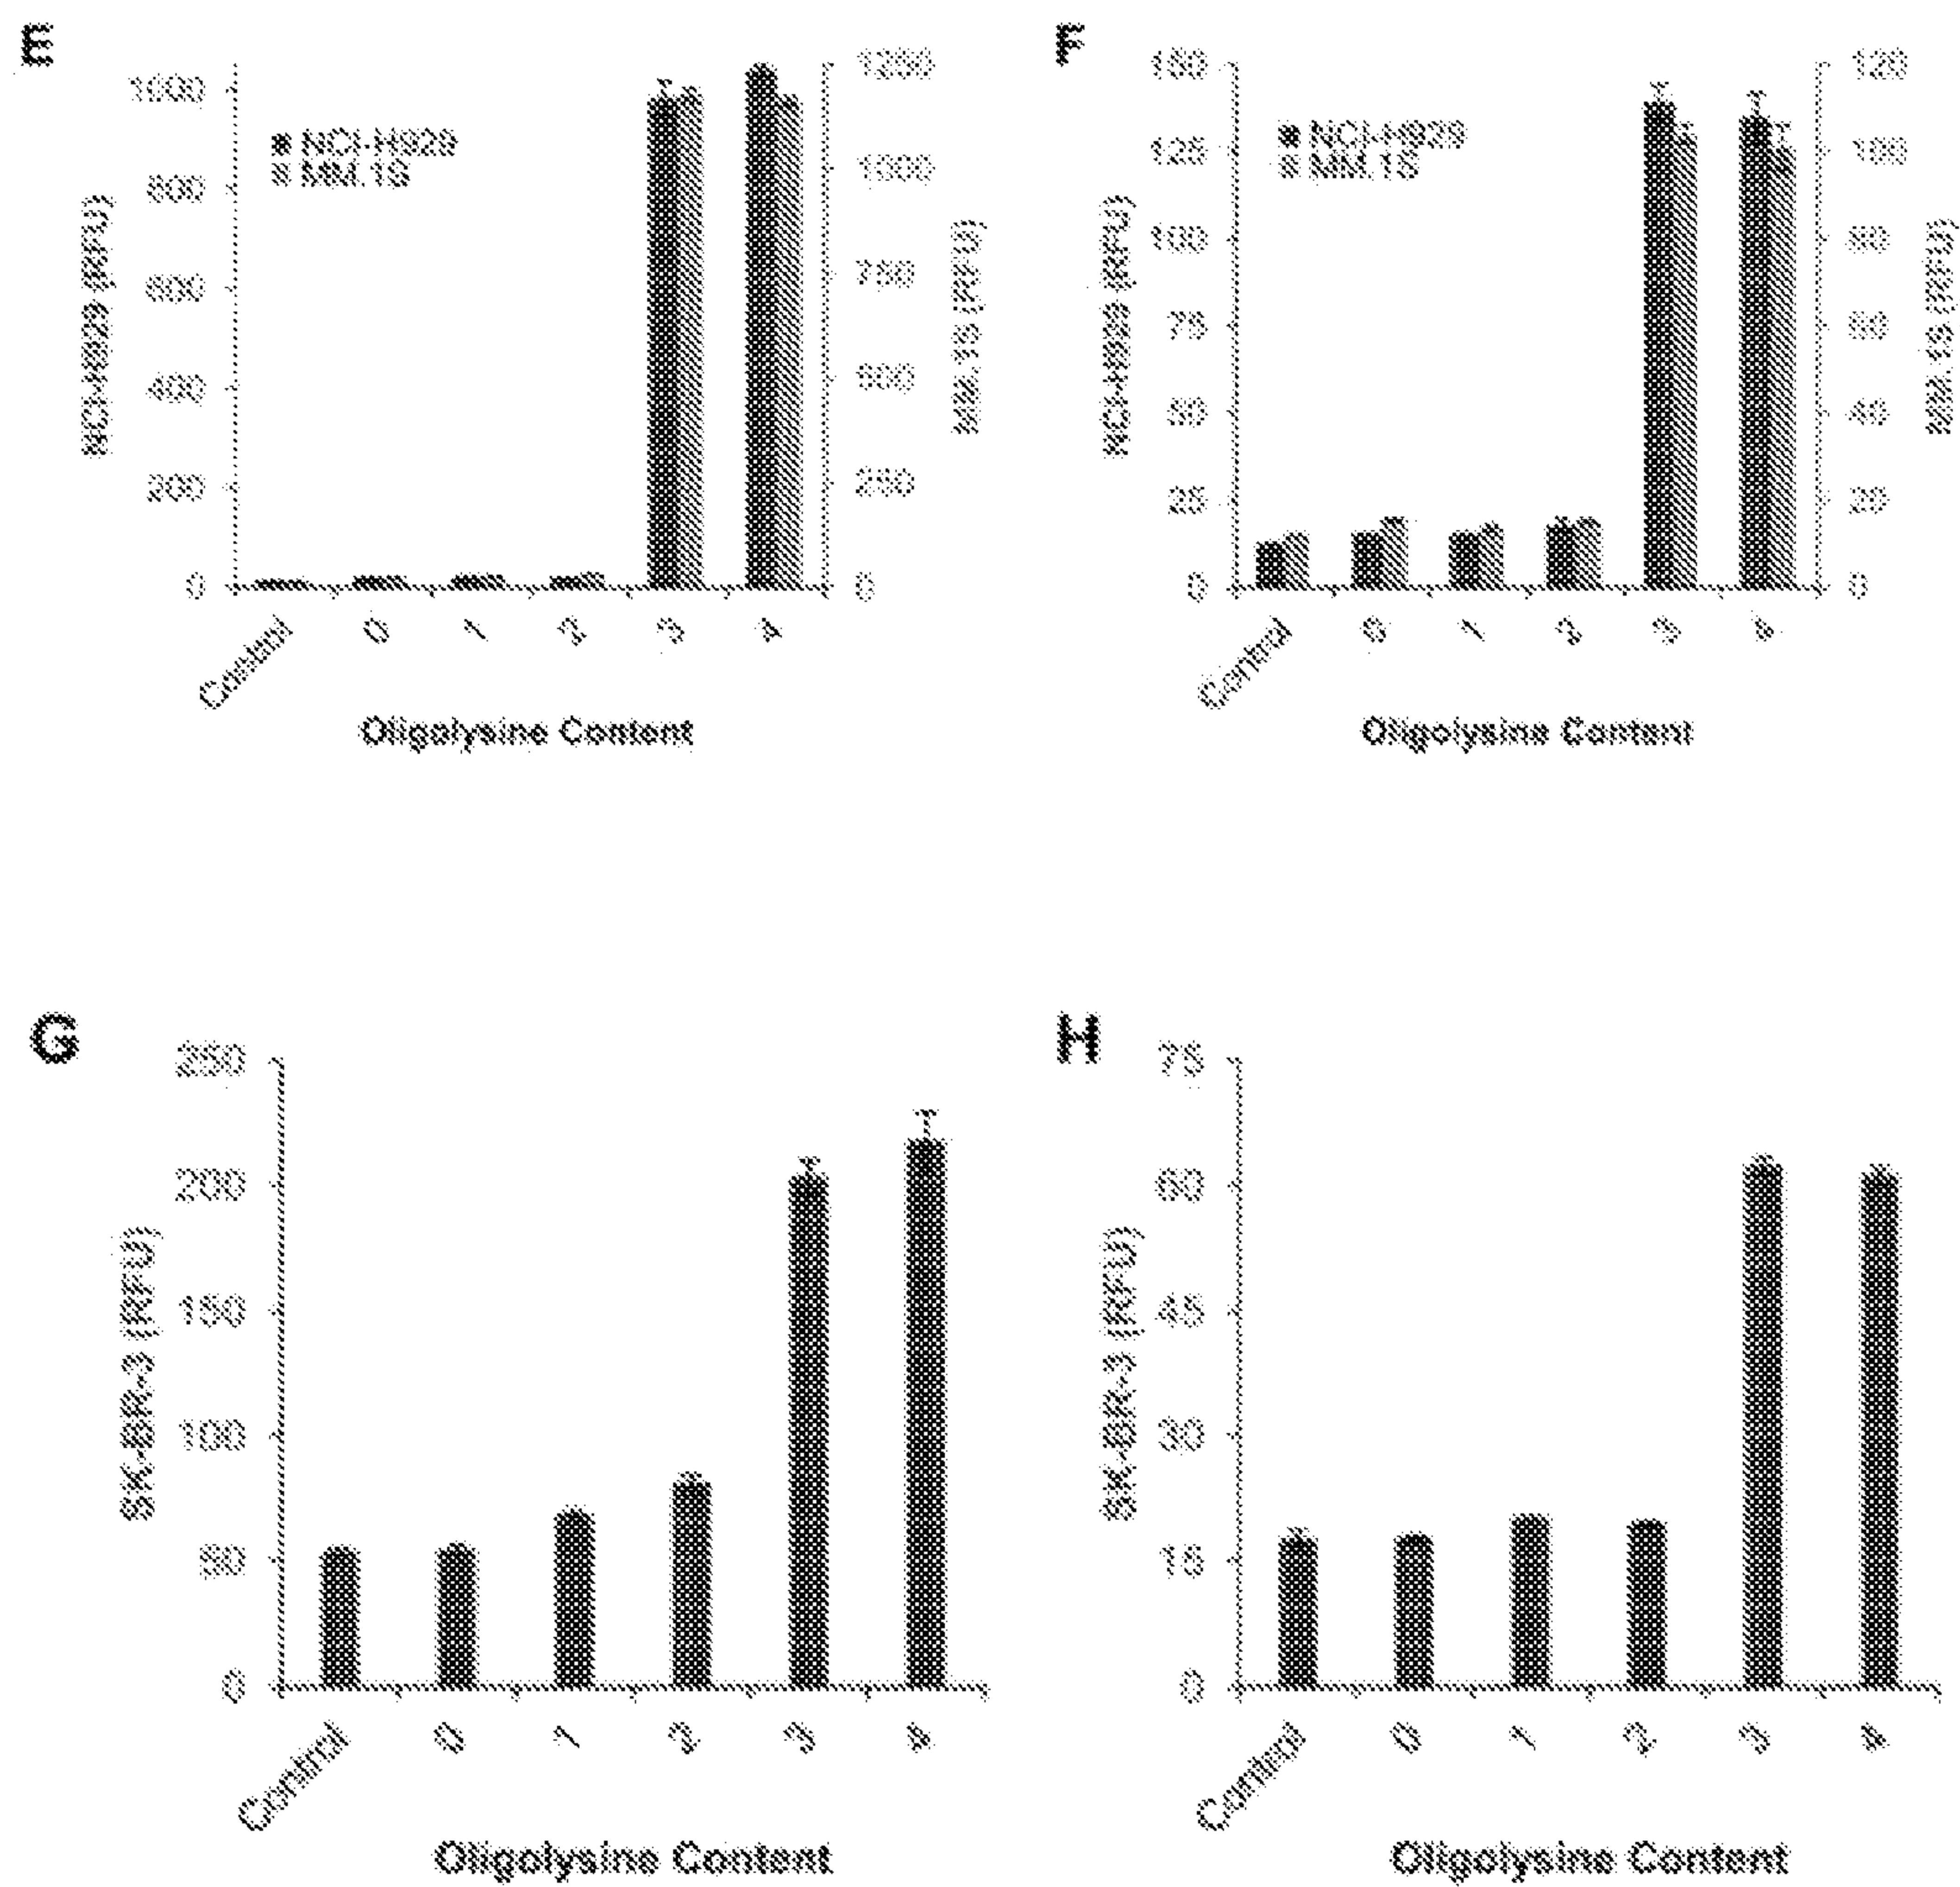 E
1000
800
600
400
200
0
NCI-H929 (RFU)
NCI-H929
MM.1S
1250
1000
750
500
250
0
MM.1S (RFU)
Control 0 1 2 3 4
Oligolysine Content
F
150
125
100
75
50
25
0
NCI-H929 (RFU)
NCI-H929
MM.1S
120
100
80
60
40
20
0
MM.1S (RFU)
Control 0 1 2 3 4
Oligolysine Content
G
250
200
150
100
50
0
SK-BR-3 (RFU)
Control 0 1 2 3 4
Oligolysine Content
H
75
60
45
30
15
0
SK-BR-3 (RFU)
Control 0 1 2 3 4
Oligolysine Content